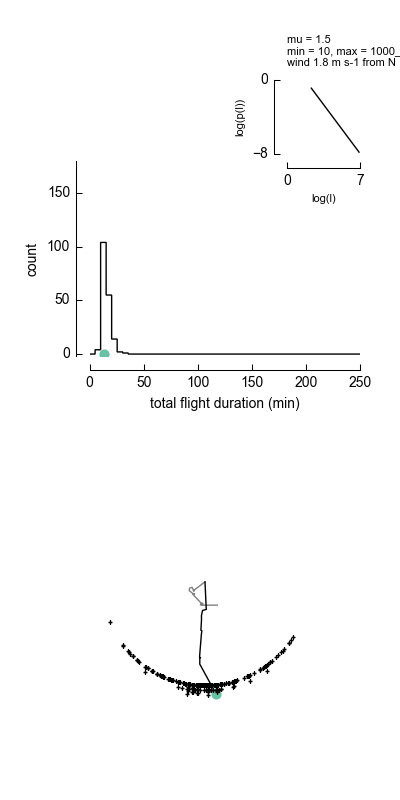 mu = 1.5
min = 10, max = 1000_
wind 1.8 m s-1 from N
0
log(p(l))
−8
0 7
log(l)
150
100
count
50
0
0 50 100 150 200 250
total flight duration (min)